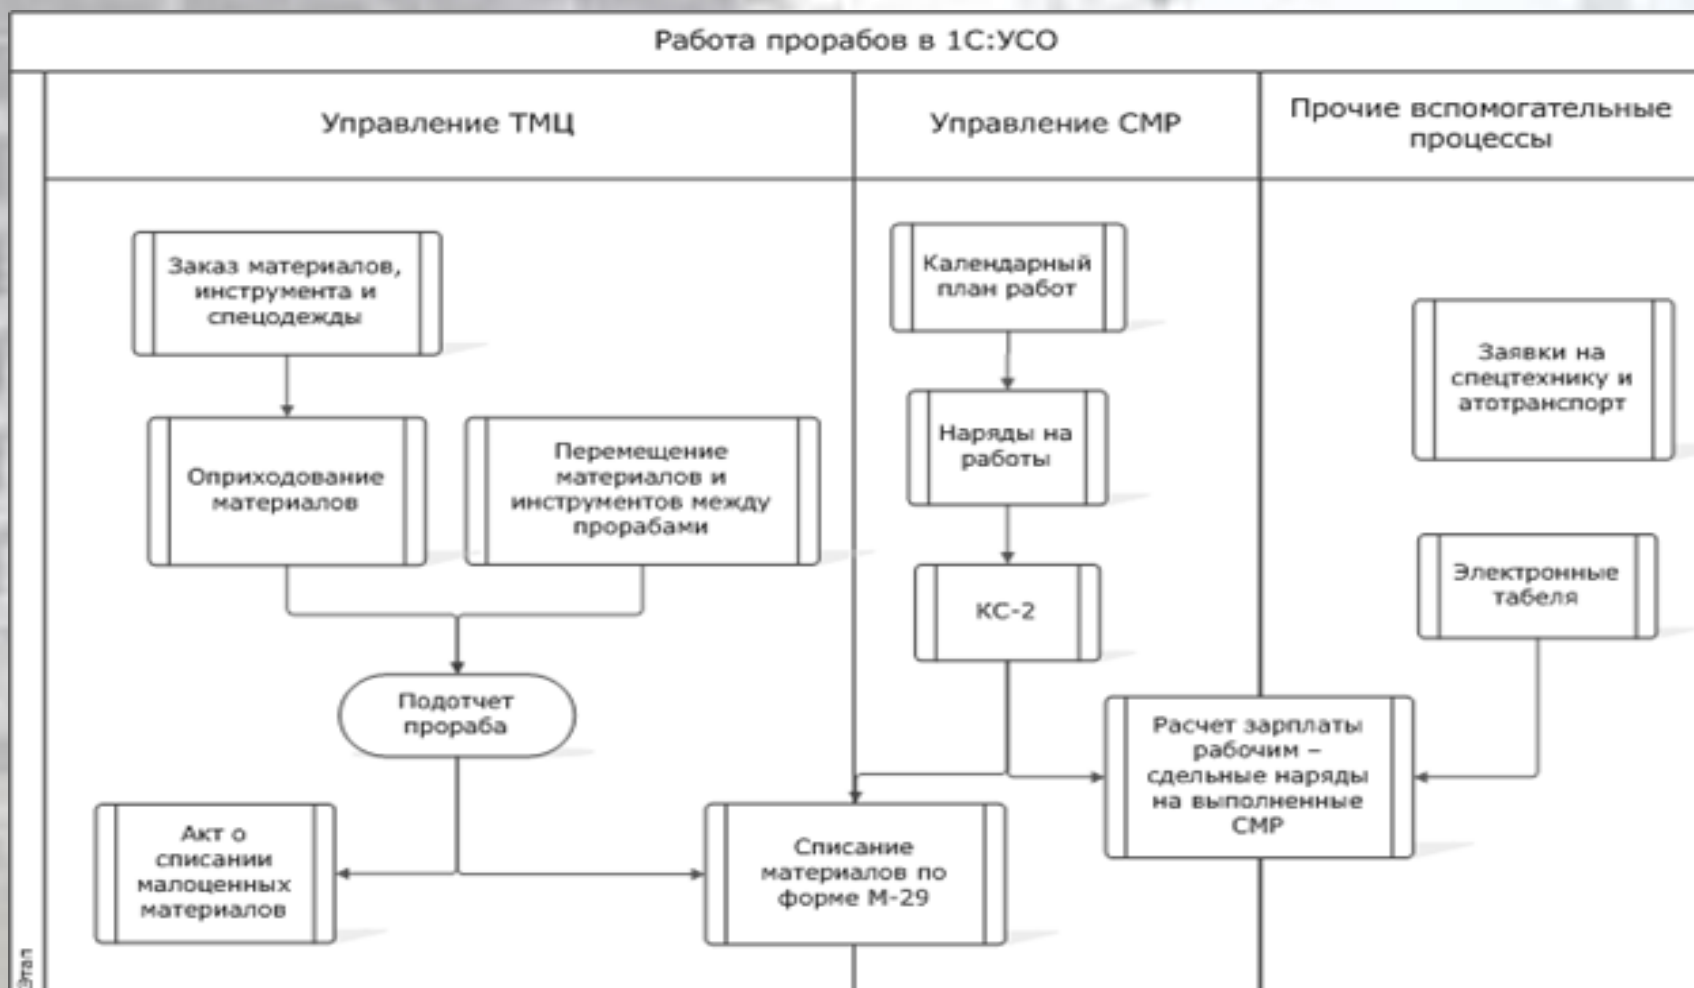 Работа прорабов в 1С:УСО
Управление ТМЦ
Управление СМР
Прочие вспомогательные
процессы
Заказ материалов,
инструмента и
спецодежды
Оприходование
материалов
Перемещение
материалов и
инструментов между
прорабами
Подотчет
прораба
Акт о
списании
малоценных
материалов
Календарный
план работ
Наряды на
работы
КС-2
Списание
материалов по
форме М-29
Заявки на
спецтехнику и
атотранспорт
Электронные
табеля
Расчет зарплаты
рабочим –
сдельные наряды
на выполненные
СМР
Этап